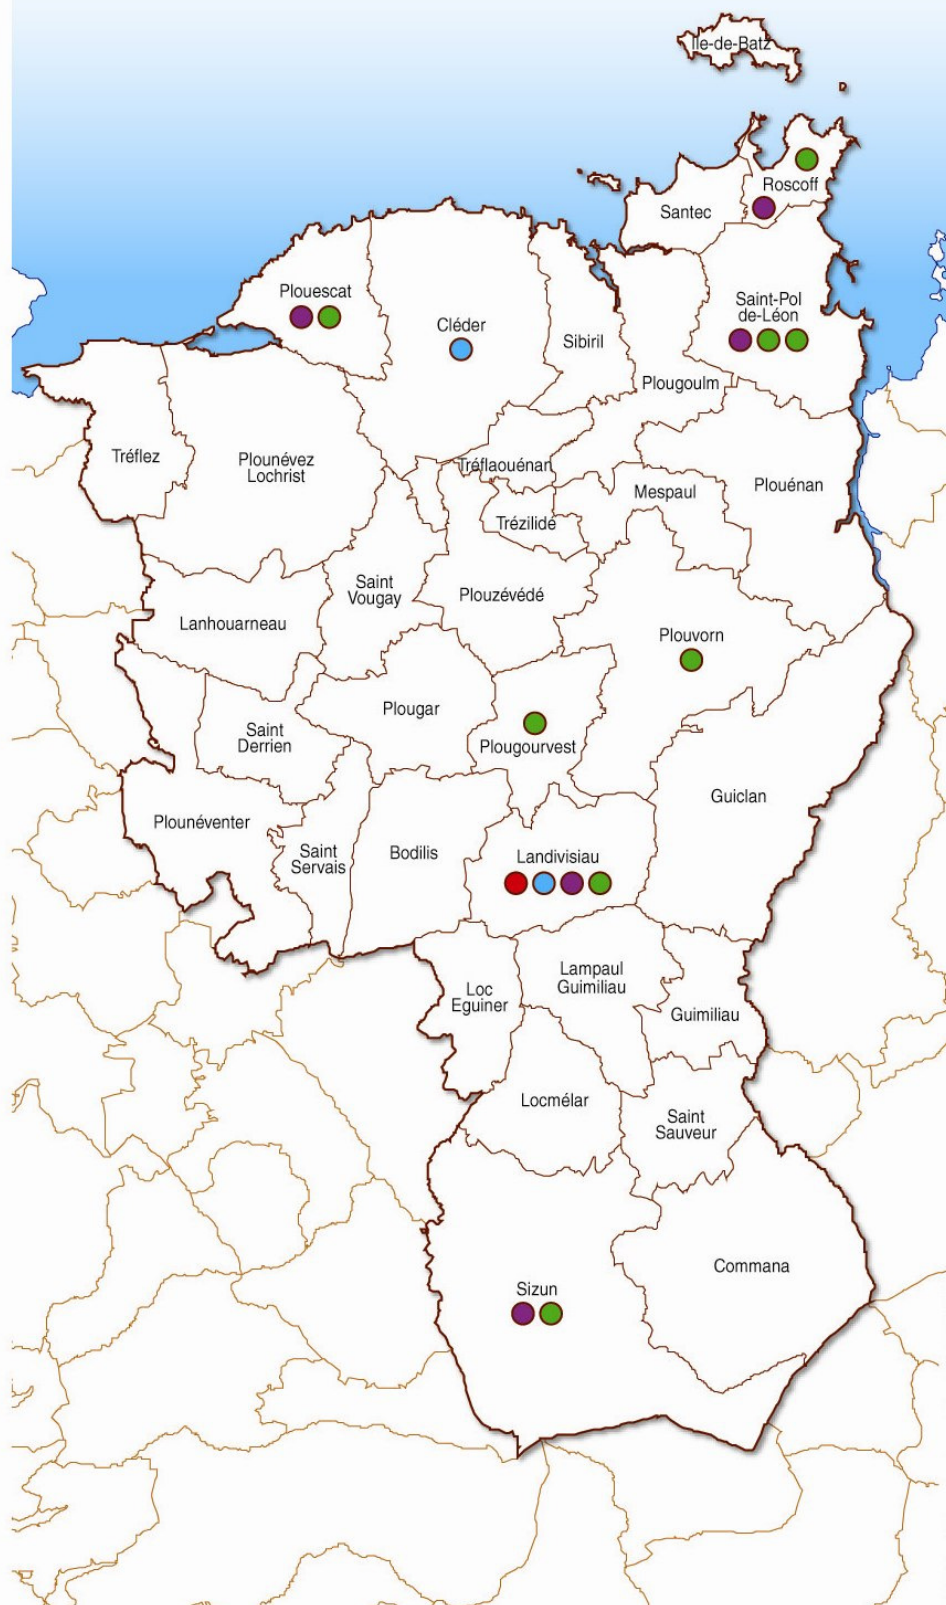 Ile-de-Batz
Roscoff
Santec
Plouescat
Cléder
Sibiril
Saint-Pol
de-Léon
Plougoulm
Tréflez
Plounévez
Lochrist
Tréflaouénan
Mespaul
Plouénan
Trézilidé
Saint
Vougay
Plouzévédé
Lanhouarneau
Plouvorn
Plougar
Saint
Derrien
Plougourvest
Guiclan
Plounéventer
Saint
Servais
Bodilis
Landivisiau
Loc
Eguiner
Lampaul
Guimiliau
Guimiliau
Locmélar
Saint
Sauveur
Commana
Sizun